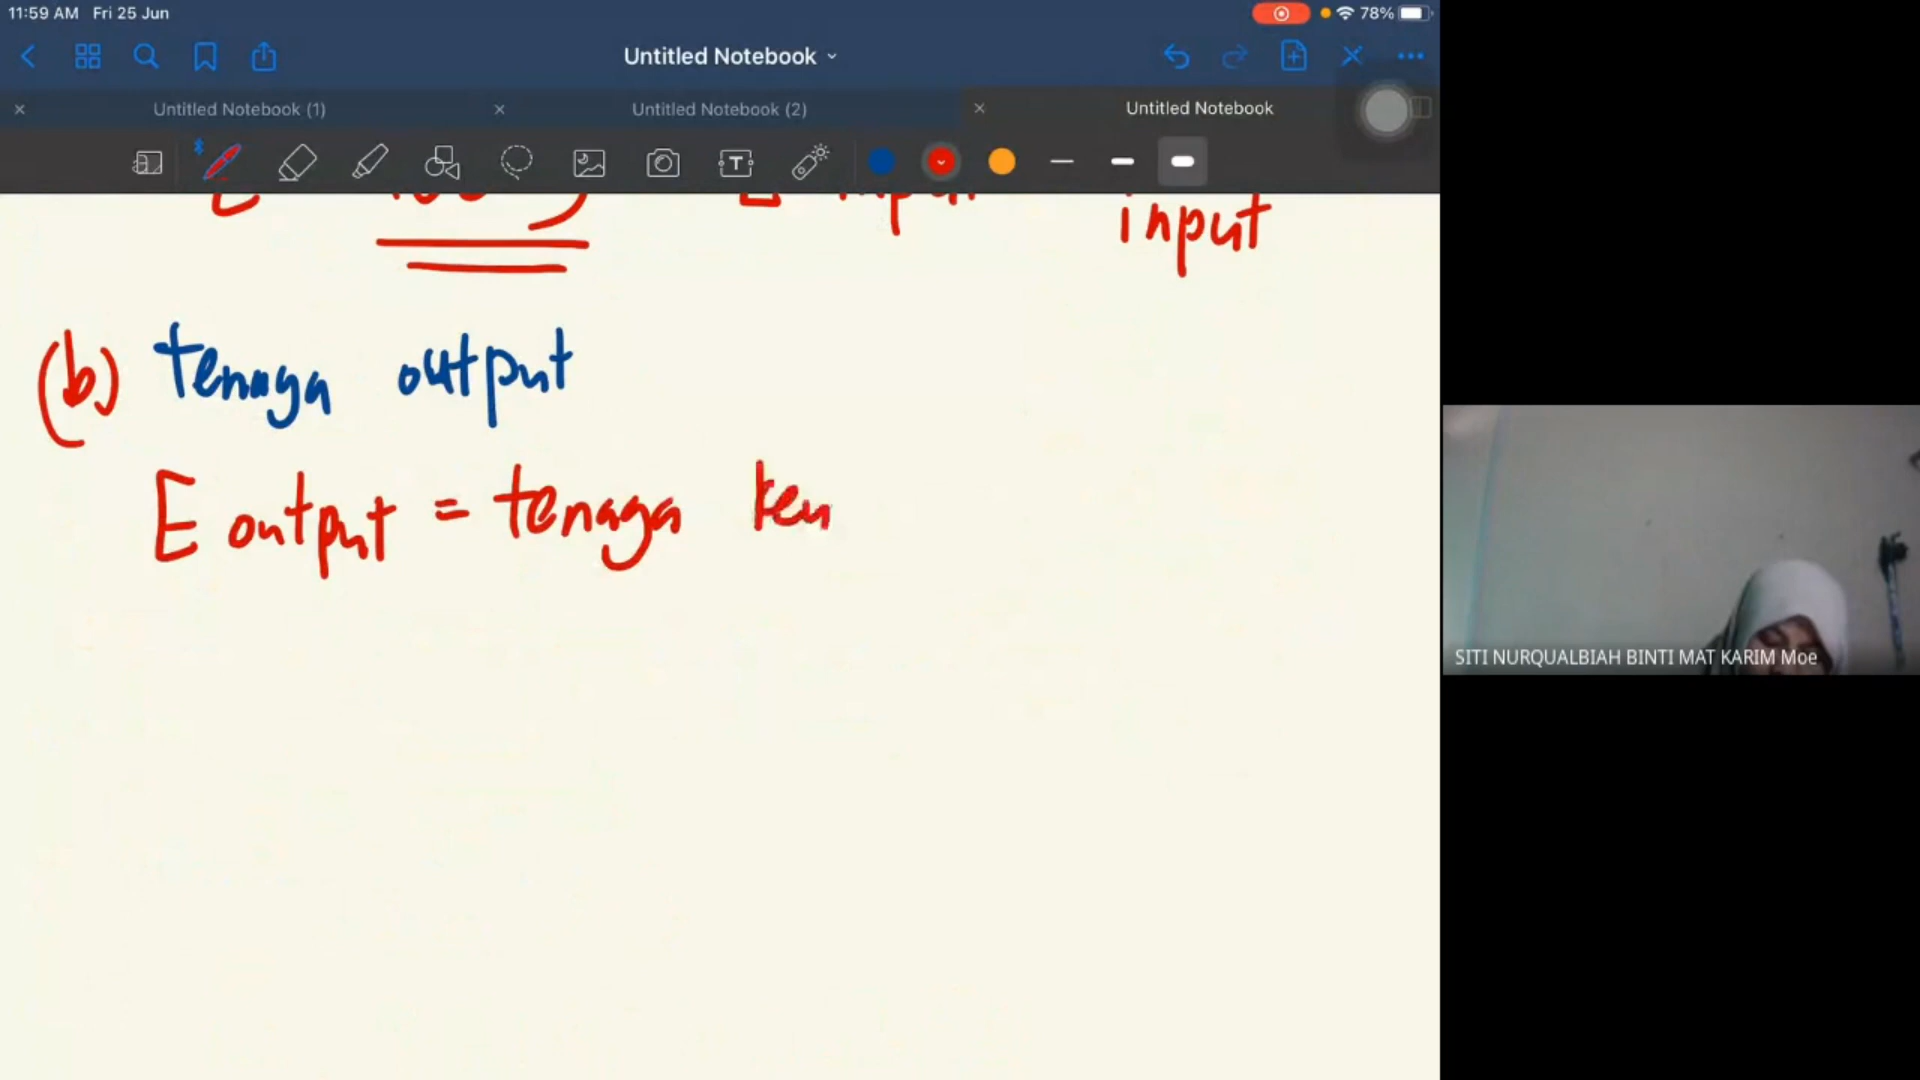 11:59 AM Fri 25 Jun
78%
Untitled Notebook
Untitled Notebook (1)
Untitled Notebook (2)
Untitled Notebook
T
input
(b) tenaga output
E output = tenaga ken
SITI NURQUALBIAH BINTI MAT KARIM Moe